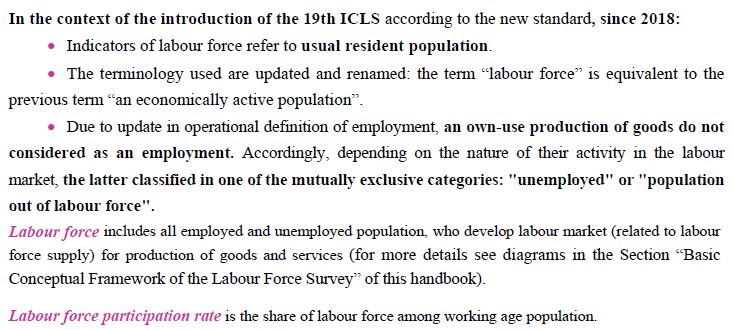 In the context of the introduction of the 19th ICLS according to the new standard, since 2018:
• Indicators of labour force refer to usual resident population.
• The terminology used are updated and renamed: the term “labour force” is equivalent to the
previous term “an economically active population”.
• Due to update in operational definition of employment, an own-use production of goods do not
considered as an employment. Accordingly, depending on the nature of their activity in the labour
market, the latter classified in one of the mutually exclusive categories: "unemployed" or "population
out of labour force".
Labour force includes all employed and unemployed population, who develop labour market (related to labour
force supply) for production of goods and services (for more details see diagrams in the Section “Basic
Conceptual Framework of the Labour Force Survey” of this handbook).
Labour force participation rate is the share of labour force among working age population.